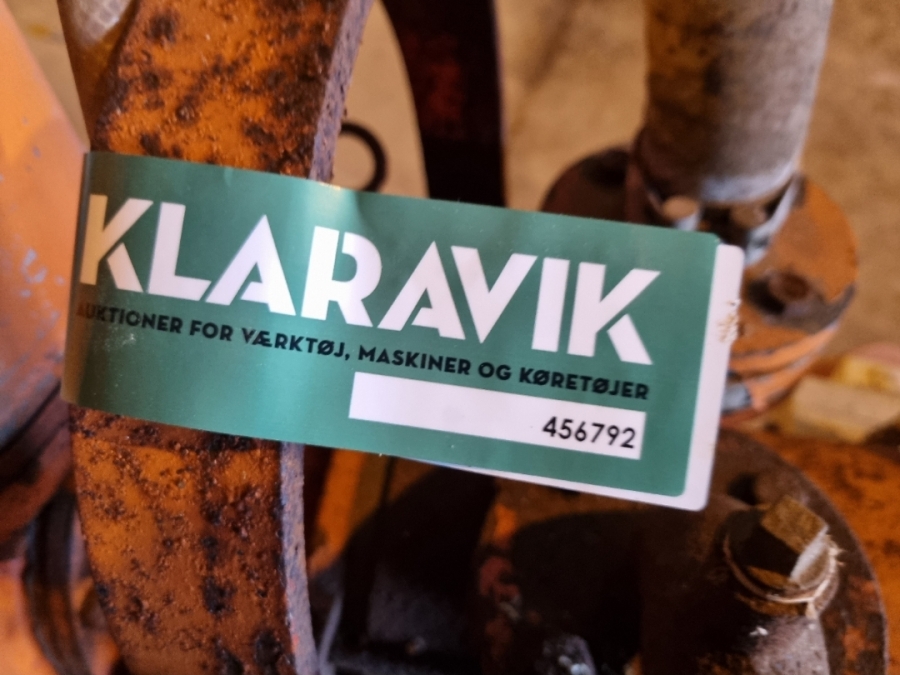 KLARAVIK
AUKTIONER FOR VÆRKTØJ, MASKINER OG KØRETØJER
456792